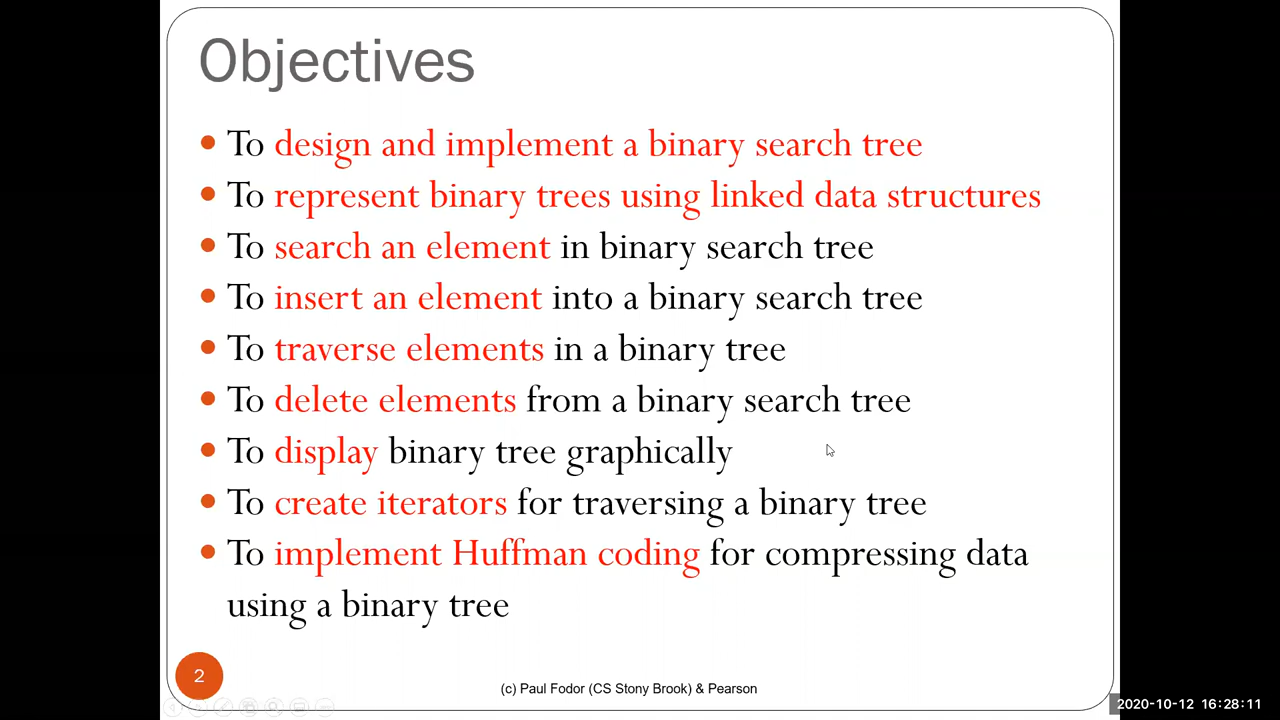 Objectives
• To design and implement a binary search tree
• To represent binary trees using linked data structures
• To search an element in binary search tree
• To insert an element into a binary search tree
• To traverse elements in a binary tree
• To delete elements from a binary search tree
• To display binary tree graphically
• To create iterators for traversing a binary tree
• To implement Huffman coding for compressing data
using a binary tree
2
(c) Paul Fodor (CS Stony Brook) & Pearson
2020-10-12 16:28:11